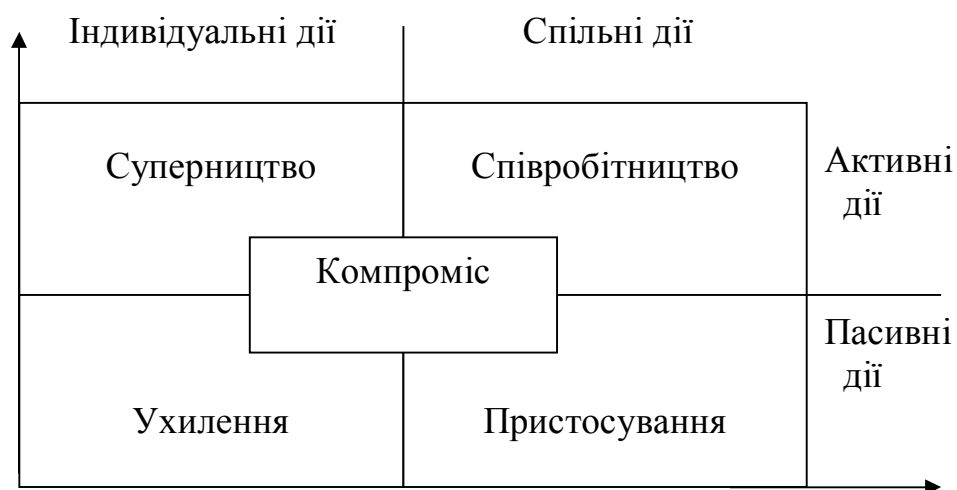 Індивідуальні дії
Спільні дії
Суперництво
Співробітництво
Активні
дії
Компроміс
Пасивні
дії
Ухилення
Пристосування